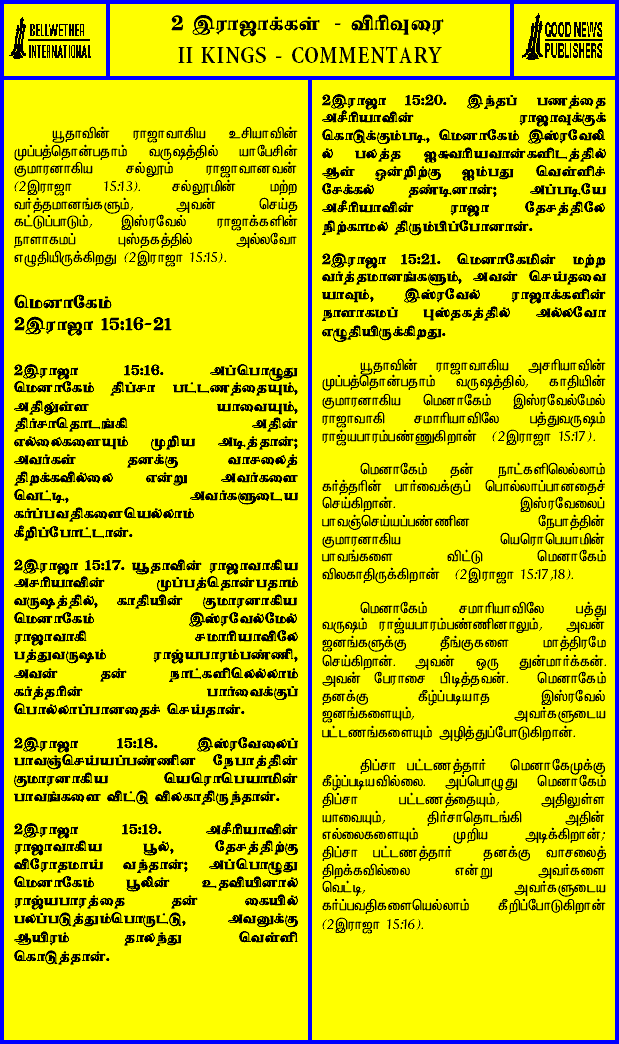 BELLWETHER
INTERNATIONAL
2 இராஜாக்கள் - விரிவுரை
II KINGS - COMMENTARY
GOOD NEWS
PUBLISHERS
யூதாவின் ராஜாவாகிய உசியாவின்
முப்பத்தொன்பதாம் வருஷத்தில் யாபேசின்
குமாரனாகிய சல்லூம் ராஜாவானவன்
(2இராஜா 15:13). சல்லூமின் மற்ற
வர்த்தமானங்களும், அவன் செய்த
கட்டுப்பாடும், இஸ்ரவேல் ராஜாக்களின்
நாளாகமப் புஸ்தகத்தில் அல்லவோ
எழுதியிருக்கிறது (2இராஜா 15:15).
மெனாகேம்
2இராஜா 15:16-21
2இராஜா 15:16. அப்பொழுது
மெனாகேம் திப்சா பட்டணத்தையும்,
அதிலுள்ள யாவையும்,
திர்சாதொடங்கி அதின்
எல்லைகளையும் முறிய அடித்தான்;
அவர்கள் தனக்கு வாசலைத்
திறக்கவில்லை என்று அவர்களை
வெட்டி, அவர்களுடைய
கர்ப்பவதிகளையெல்லாம்
கீறிப்போட்டான்.
2இராஜா 15:17. யூதாவின் ராஜாவாகிய
அசரியாவின் முப்பத்தொன்பதாம்
வருஷத்தில், காதியின் குமாரனாகிய
மெனாகேம் இஸ்ரவேல்மேல்
ராஜாவாகி சமாரியாவிலே
பத்துவருஷம் ராஜ்யபாரம்பண்ணி,
அவன் தன் நாட்களிலெல்லாம்
கர்த்தரின் பார்வைக்குப்
பொல்லாப்பானதைச் செய்தான்.
2இராஜா 15:18. இஸ்ரவேலைப்
பாவஞ்செய்யப்பண்ணின நேபாத்தின்
குமாரனாகிய யெரொபெயாமின்
பாவங்களை விட்டு விலகாதிருந்தான்.
2இராஜா 15:19. அசீரியாவின்
ராஜாவாகிய பூல், தேசத்திற்கு
விரோதமாய் வந்தான்; அப்பொழுது
மெனாகேம் பூலின் உதவியினால்
ராஜ்யபாரத்தை தன் கையில்
பலப்படுத்தும்பொருட்டு, அவனுக்கு
ஆயிரம் தாலந்து வெள்ளி
கொடுத்தான்.
2இராஜா 15:20. இந்தப் பணத்தை
அசீரியாவின் ராஜாவுக்குக்
கொடுக்கும்படி, மெனாகேம் இஸ்ரவேலி
ல் பலத்த ஐசுவரியவான்களிடத்தில்
ஆள் ஒன்றிற்கு ஐம்பது வெள்ளிச்
சேக்கல் தண்டினான்; அப்படியே
அசீரியாவின் ராஜா தேசத்திலே
நிற்காமல் திரும்பிப்போனான்.
2இராஜா 15:21. மெனாகேமின் மற்ற
வர்த்தமானங்களும், அவன் செய்தவை
யாவும், இஸ்ரவேல் ராஜாக்களின்
நாளாகமப் புஸ்தகத்தில் அல்லவோ
எழுதியிருக்கிறது.
யூதாவின் ராஜாவாகிய அசரியாவின்
முப்பத்தொன்பதாம் வருஷத்தில், காதியின்
குமாரனாகிய மெனாகேம் இஸ்ரவேல்மேல்
ராஜாவாகி சமாரியாவிலே பத்துவருஷம்
ராஜ்யபாரம்பண்ணுகிறான் (2இராஜா 15:17).
மெனாகேம் தன் நாட்களிலெல்லாம்
கர்த்தரின் பார்வைக்குப் பொல்லாப்பானதைச்
செய்கிறான். இஸ்ரவேலைப்
பாவஞ்செய்யப்பண்ணின நேபாத்தின்
குமாரனாகிய யெரொபெயாமின்
பாவங்களை விட்டு மெனாகேம்
விலகாதிருக்கிறான் (2இராஜா 15:17,18).
மெனாகேம் சமாரியாவிலே பத்து
வருஷம் ராஜ்யபாரம்பண்ணினாலும், அவன்
ஜனங்களுக்கு தீங்குகளை மாத்திரமே
செய்கிறான். அவன் ஒரு துன்மார்க்கன்.
அவன் பேராசை பிடித்தவன். மெனாகேம்
தனக்கு கீழ்ப்படியாத இஸ்ரவேல்
ஜனங்களையும், அவர்களுடைய
பட்டணங்களையும் அழித்துப்போடுகிறான்.
திப்சா பட்டணத்தார் மெனாகேமுக்கு
கீழ்ப்படியவில்லை. அப்பொழுது மெனாகேம்
திப்சா பட்டணத்தையும், அதிலுள்ள
யாவையும், திர்சாதொடங்கி அதின்
எல்லைகளையும் முறிய அடிக்கிறான்;
திப்சா பட்டணத்தார் தனக்கு வாசலைத்
திறக்கவில்லை என்று அவர்களை
வெட்டி, அவர்களுடைய
கர்ப்பவதிகளையெல்லாம் கீறிப்போடுகிறான்
(2இராஜா 15:16).